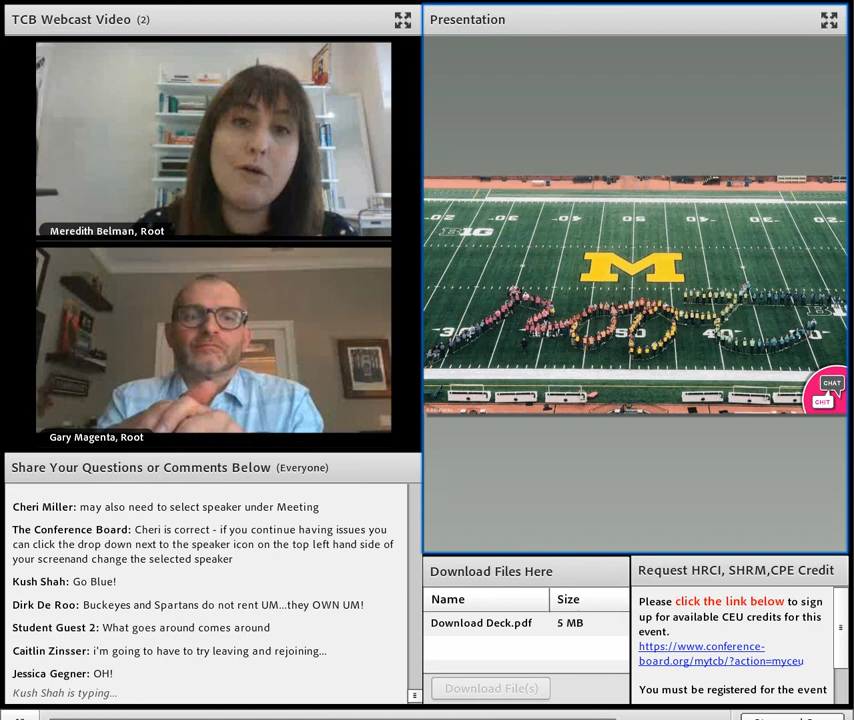 TCB Webcast Video (2)
Meredith Belman, Root
Gary Magenta, Root
Share Your Questions or Comments Below (Everyone)
Cheri Miller: may also need to select speaker under Meeting
The Conference Board: Cheri is correct - if you continue having issues you
can click the drop down next to the speaker icon on the top left hand side of
your screenand change the selected speaker
Kush Shah: Go Blue!
Dirk De Roo: Buckeyes and Spartans do not rent UM...they OWN UM!
Student Guest 2: What goes around comes around
Caitlin Zinsser: i'm going to have to try leaving and rejoining...
Jessica Gegner: OH!
Kush Shah is typing...
Presentation
B1G
M
Root
50
CHAT
CHIT
Download Files Here
Name Size
Download Deck.pdf 5 MB
Download File(s)
Request HRCI, SHRM,CPE Credit
Please click the link below to sign
up for available CEU credits for this
event.
https://www.conference-
board.org/mytcb/?action=myceu
You must be registered for the event